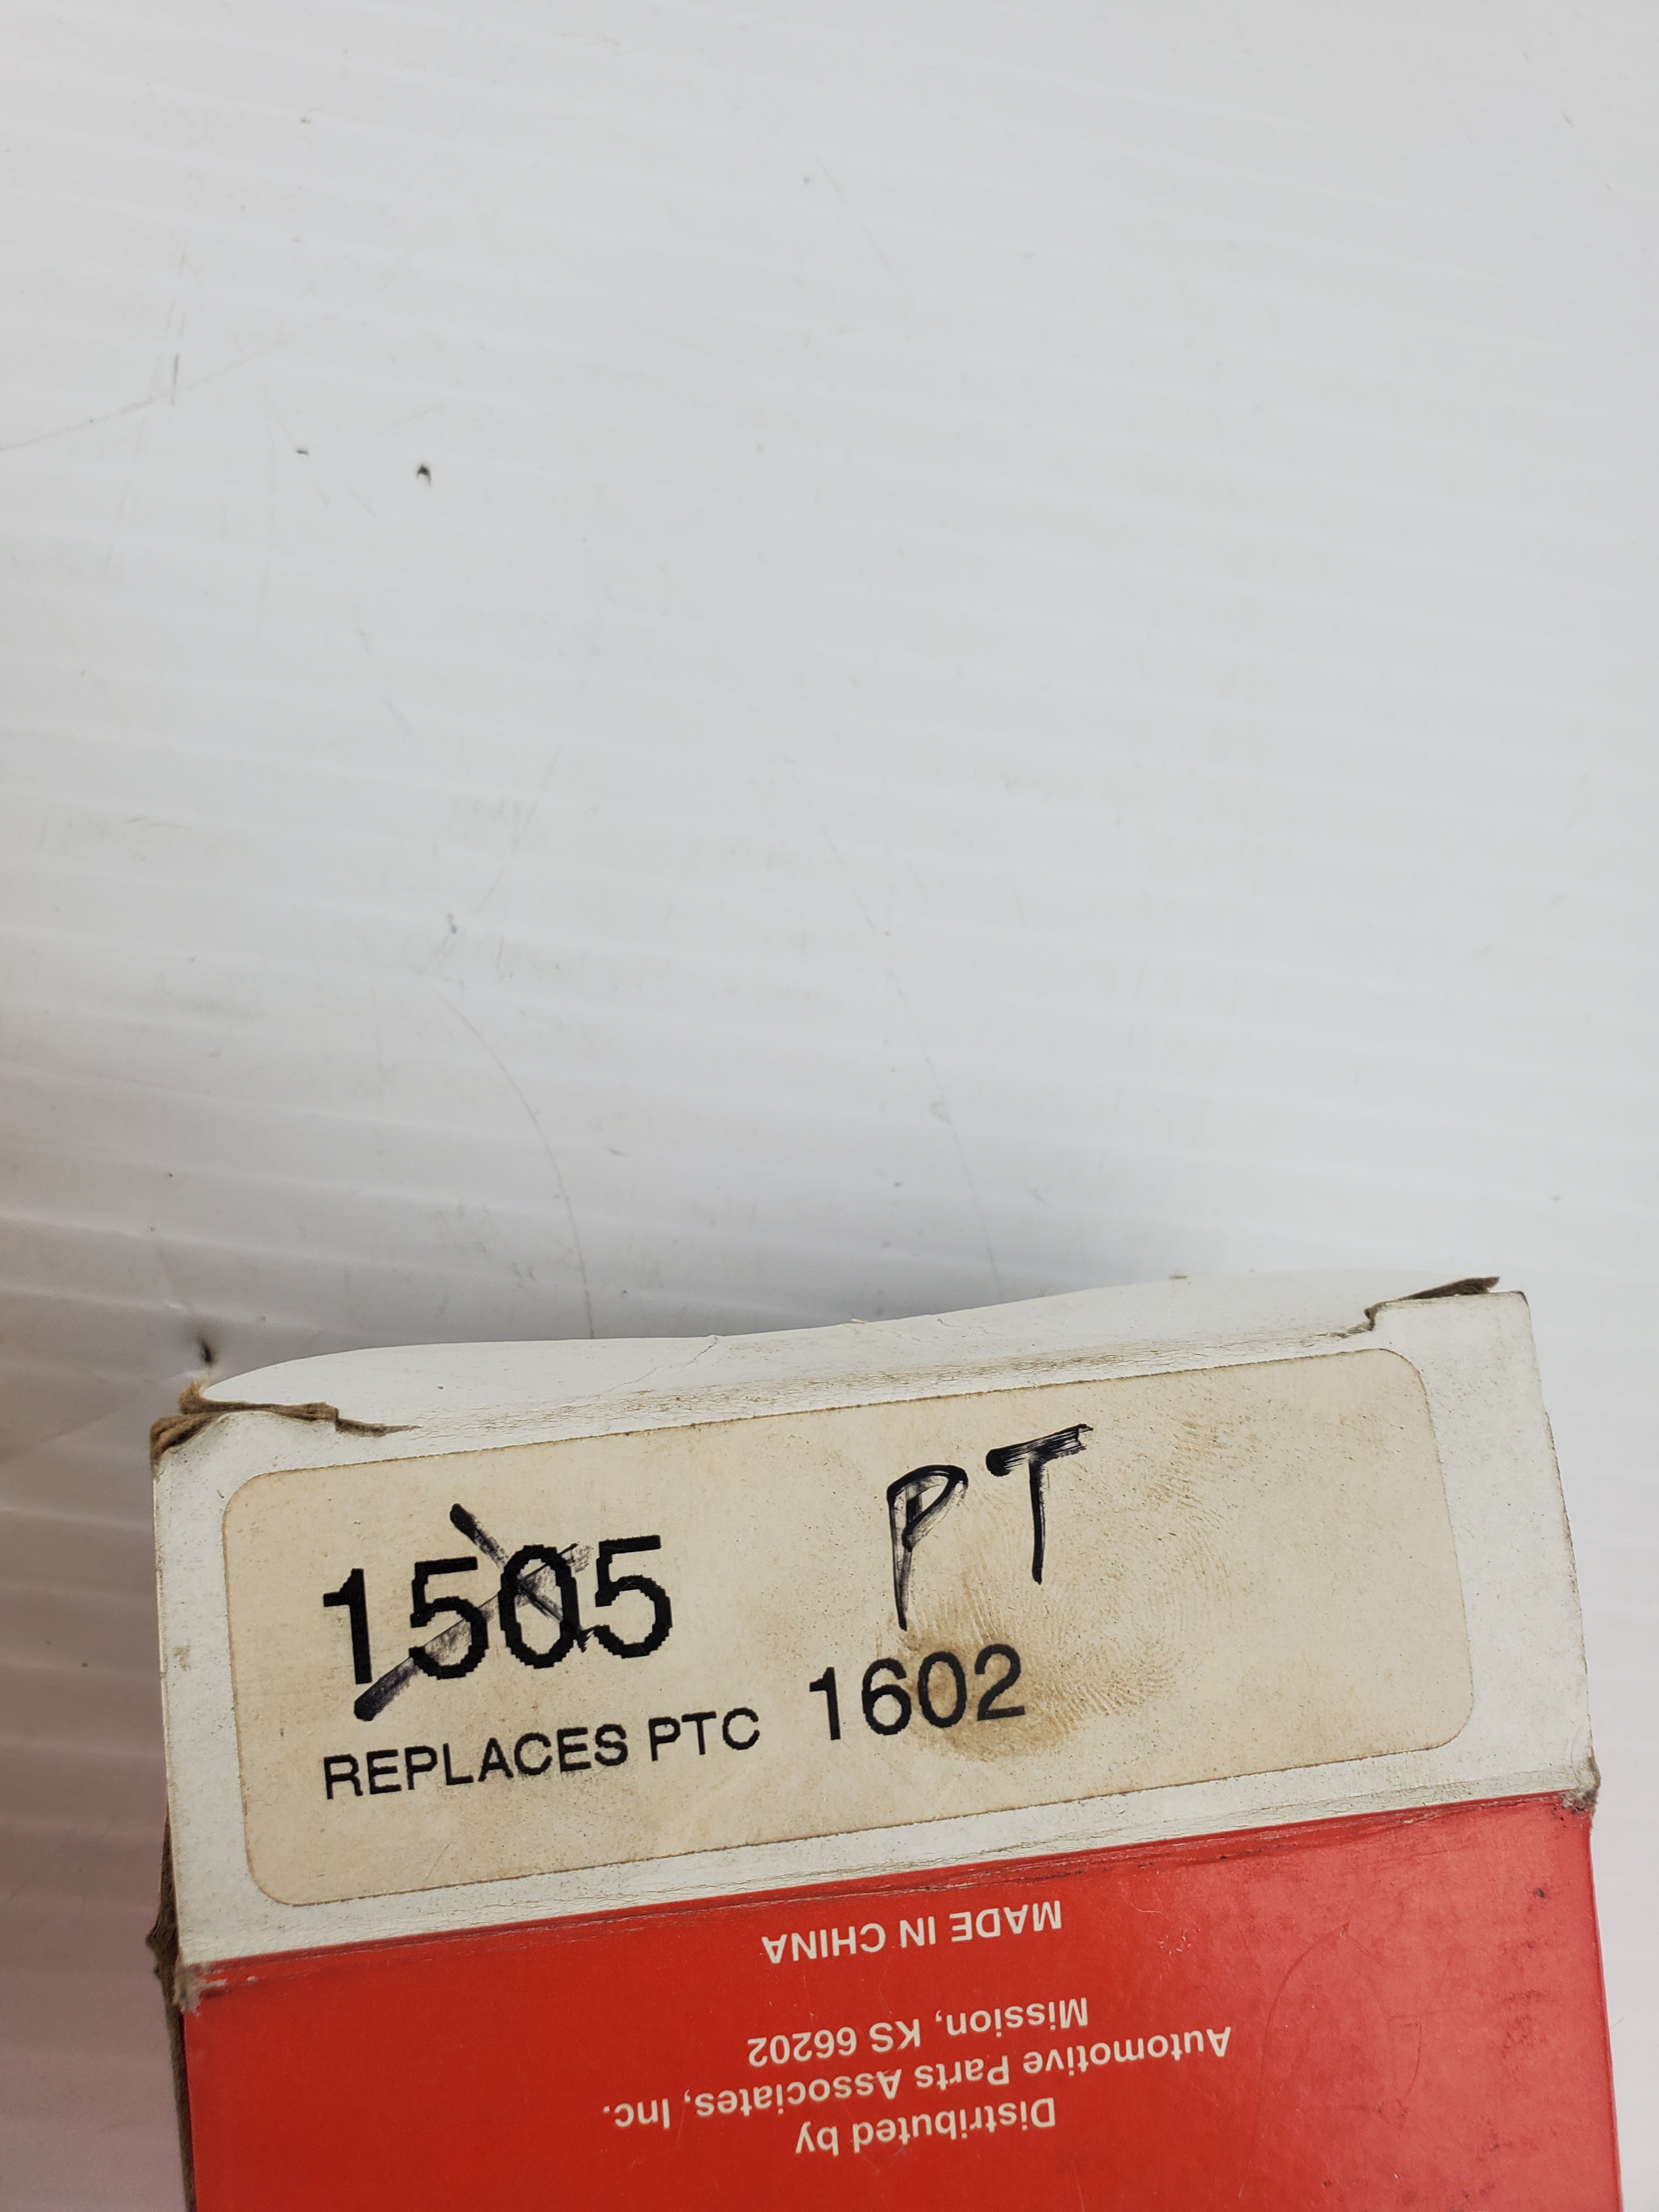 PT
1505
REPLACES PTC 1602
MADE IN CHINA
Distributed by
Automotive Parts Associates, Inc.
Mission, KS 66202